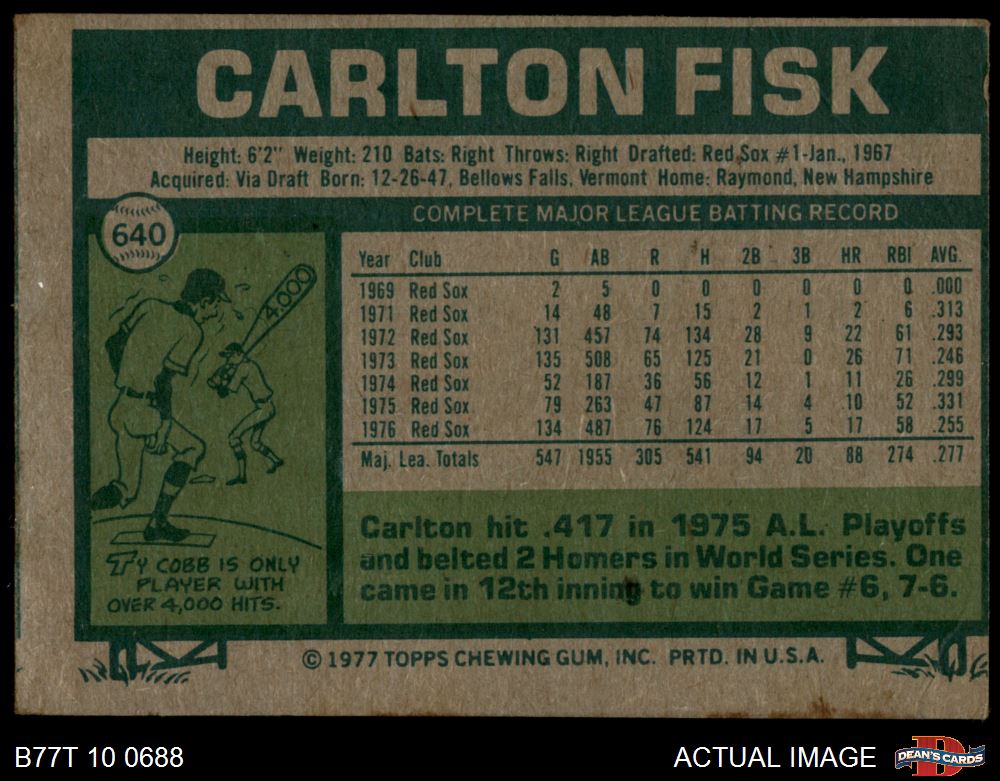 CARLTON FISK
Height: 6'2" Weight: 210 Bats: Right Throws: Right Drafted: Red Sox #1-Jan., 1967
Acquired: Via Draft Born: 12-26-47, Bellows Falls, Vermont Home: Raymond, New Hampshire
640
COMPLETE MAJOR LEAGUE BATTING RECORD
Year Club G AB R H 2B 3B HR RBI AVG.
1969 Red Sox 2 5 0 0 0 0 0 0 .000
1971 Red Sox 14 48 7 15 2 1 2 6 .313
1972 Red Sox 131 457 74 134 28 9 22 61 .293
1973 Red Sox 135 508 65 125 21 0 26 71 .246
1974 Red Sox 52 187 36 56 12 1 11 26 .299
1975 Red Sox 79 263 47 87 14 4 10 52 .331
1976 Red Sox 134 487 76 124 17 5 17 58 .255
Maj. Lea. Totals 547 1955 305 541 94 20 88 274 .277
4,000
TY COBB IS ONLY
PLAYER WITH
OVER 4,000 HITS.
Carlton hit .417 in 1975 A.L. Playoffs
and belted 2 Homers in World Series. One
came in 12th inning to win Game #6, 7-6.
© 1977 TOPPS CHEWING GUM, INC. PRTD. IN U.S.A.
B77T 10 0688
ACTUAL IMAGE
D
DEAN'S CARDS